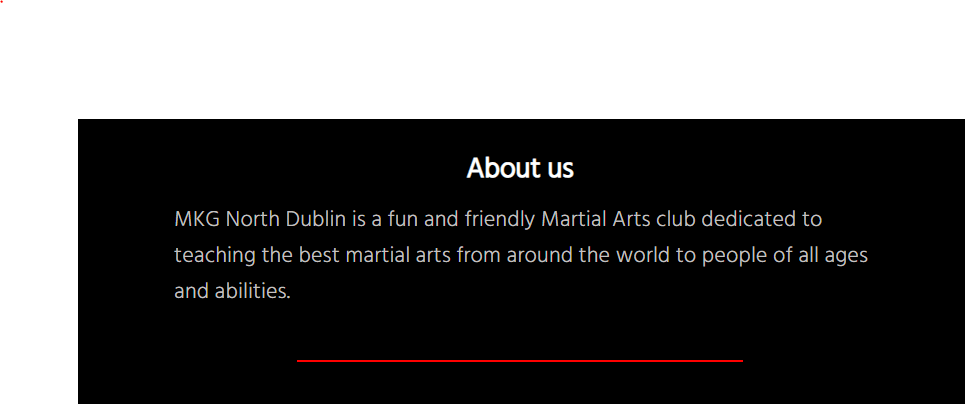 About us
MKG North Dublin is a fun and friendly Martial Arts club dedicated to
teaching the best martial arts from around the world to people of all ages
and abilities.